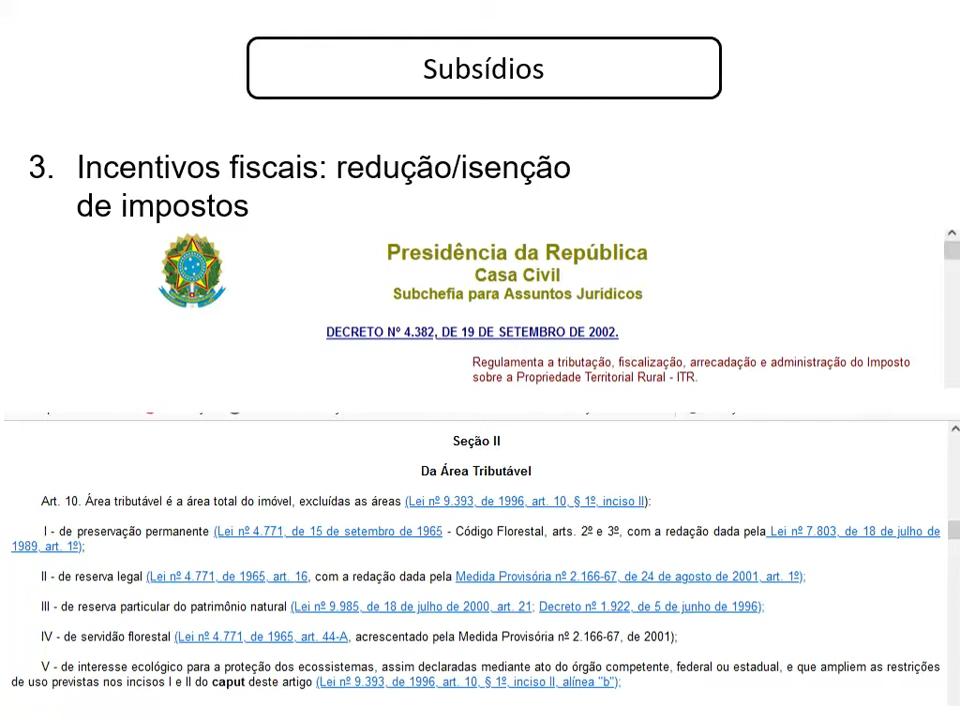 Subsídios
3. Incentivos fiscais: redução/isenção
de impostos
Presidência da República
Casa Civil
Subchefia para Assuntos Jurídicos
DECRETO Nº 4.382, DE 19 DE SETEMBRO DE 2002.
Regulamenta a tributação, fiscalização, arrecadação e administração do Imposto
sobre a Propriedade Territorial Rural - ITR.
Seção II
Da Área Tributável
Art. 10. Área tributável é a área total do imóvel, excluídas as áreas (Lei nº 9.393, de 1996, art. 10, § 1º, inciso II):
I - de preservação permanente (Lei nº 4.771, de 15 de setembro de 1965 - Código Florestal, arts. 2º e 3º, com a redação dada pela Lei nº 7.803, de 18 de julho de
1989, art. 1º);
II - de reserva legal (Lei nº 4.771, de 1965, art. 16, com a redação dada pela Medida Provisória nº 2.166-67, de 24 de agosto de 2001, art. 1º);
III - de reserva particular do patrimônio natural (Lei nº 9.985, de 18 de julho de 2000, art. 21; Decreto nº 1.922, de 5 de junho de 1996);
IV - de servidão florestal (Lei nº 4.771, de 1965, art. 44-A, acrescentado pela Medida Provisória nº 2.166-67, de 2001);
V - de interesse ecológico para a proteção dos ecossistemas, assim declaradas mediante ato do órgão competente, federal ou estadual, e que ampliem as restrições
de uso previstas nos incisos I e II do caput deste artigo (Lei nº 9.393, de 1996, art. 10, § 1º, inciso II, alínea "b");